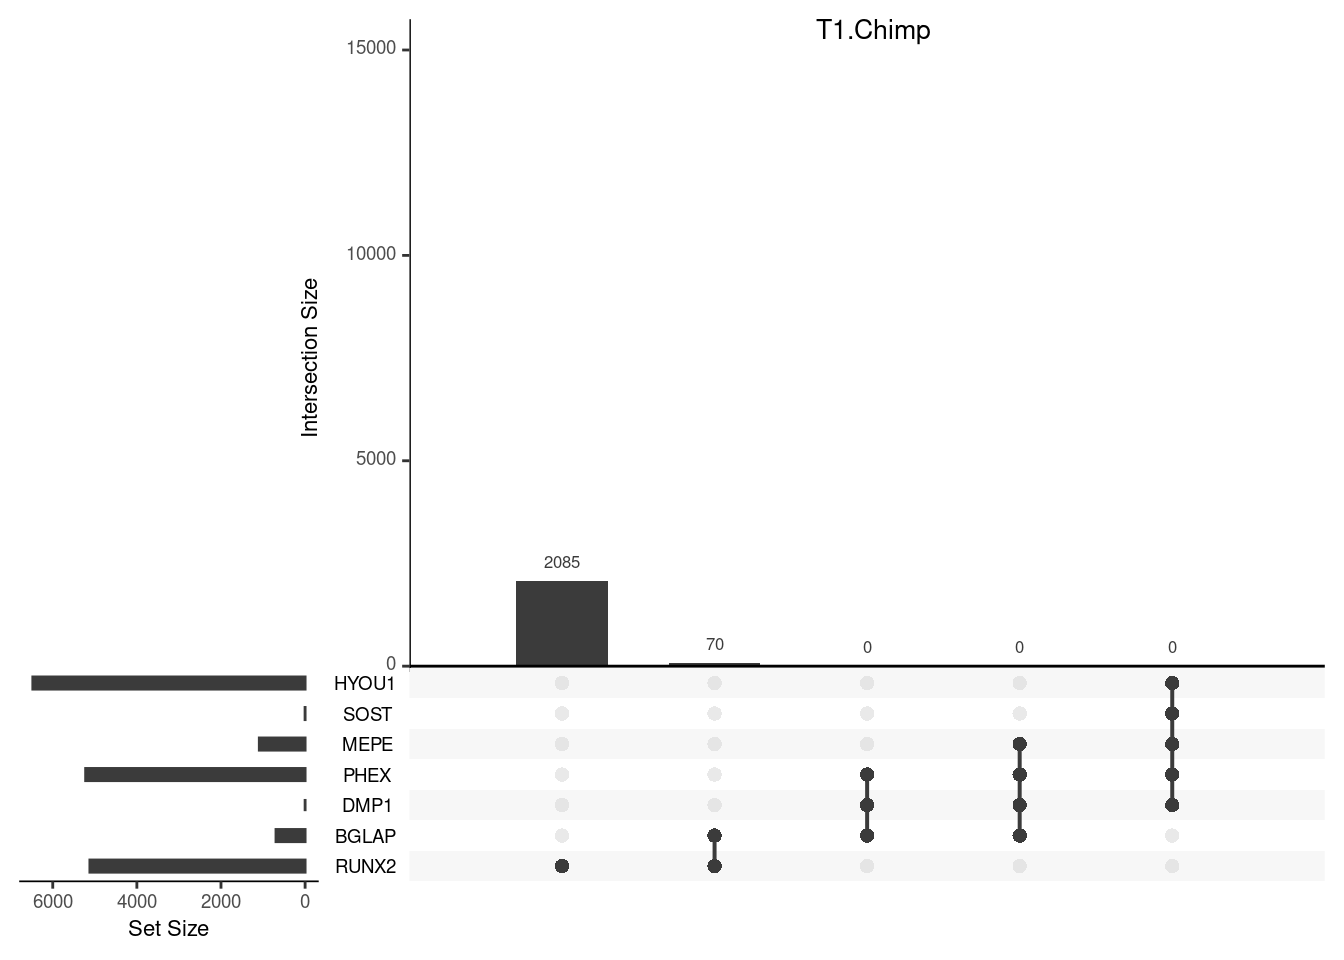 T1.Chimp
15000
10000
5000
0
Intersection Size
2085
70
0
0
0
HYOU1
SOST
MEPE
PHEX
DMP1
BGLAP
RUNX2
6000 4000 2000 0
Set Size